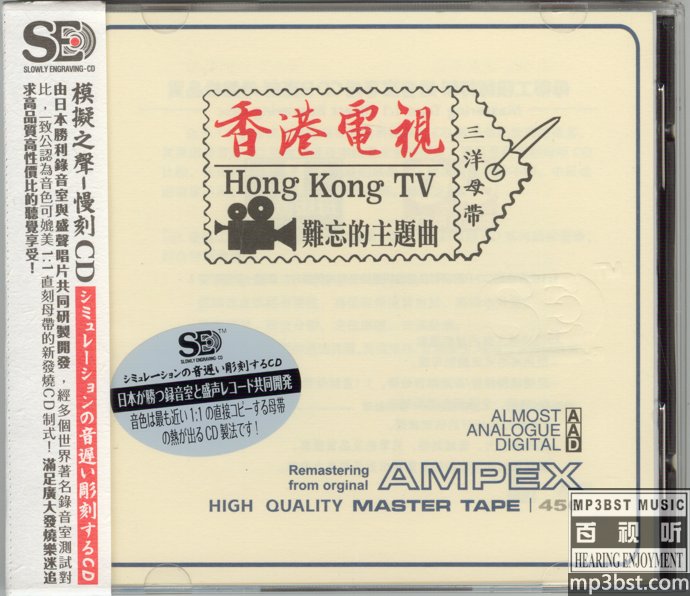 SE
SLOWLY ENGRAVING-CD
模擬之聲-慢刻CD
シミュレーションの音遅い彫刻するCD
由日本勝利錄音室與盛聲唱片共同研製開發，經多個世界著名錄音室測試對
比，一致公認為音色可媲美1:1直刻母帶的新發燒CD制式！滿足廣大發燒樂迷追
求高品質高性價比的聽覺享受！
香港電視
Hong Kong TV
難忘的主題曲
三洋母帶
SE TM
SLOWLY ENGRAVING-CD
シミュレーションの音遅い彫刻するCD
日本が勝つ録音室と盛声レコード共同開発
音色は最も近い1:1の直接コピーする母帯
の熱が出るCD製法です!
ALMOST A
ANALOGUE A
DIGITAL D
Remastering
from orginal AMPEX
HIGH QUALITY MASTER TAPE | 456
MP3BST MUSIC
百视听
HEARING ENJOYMENT
mp3bst.com